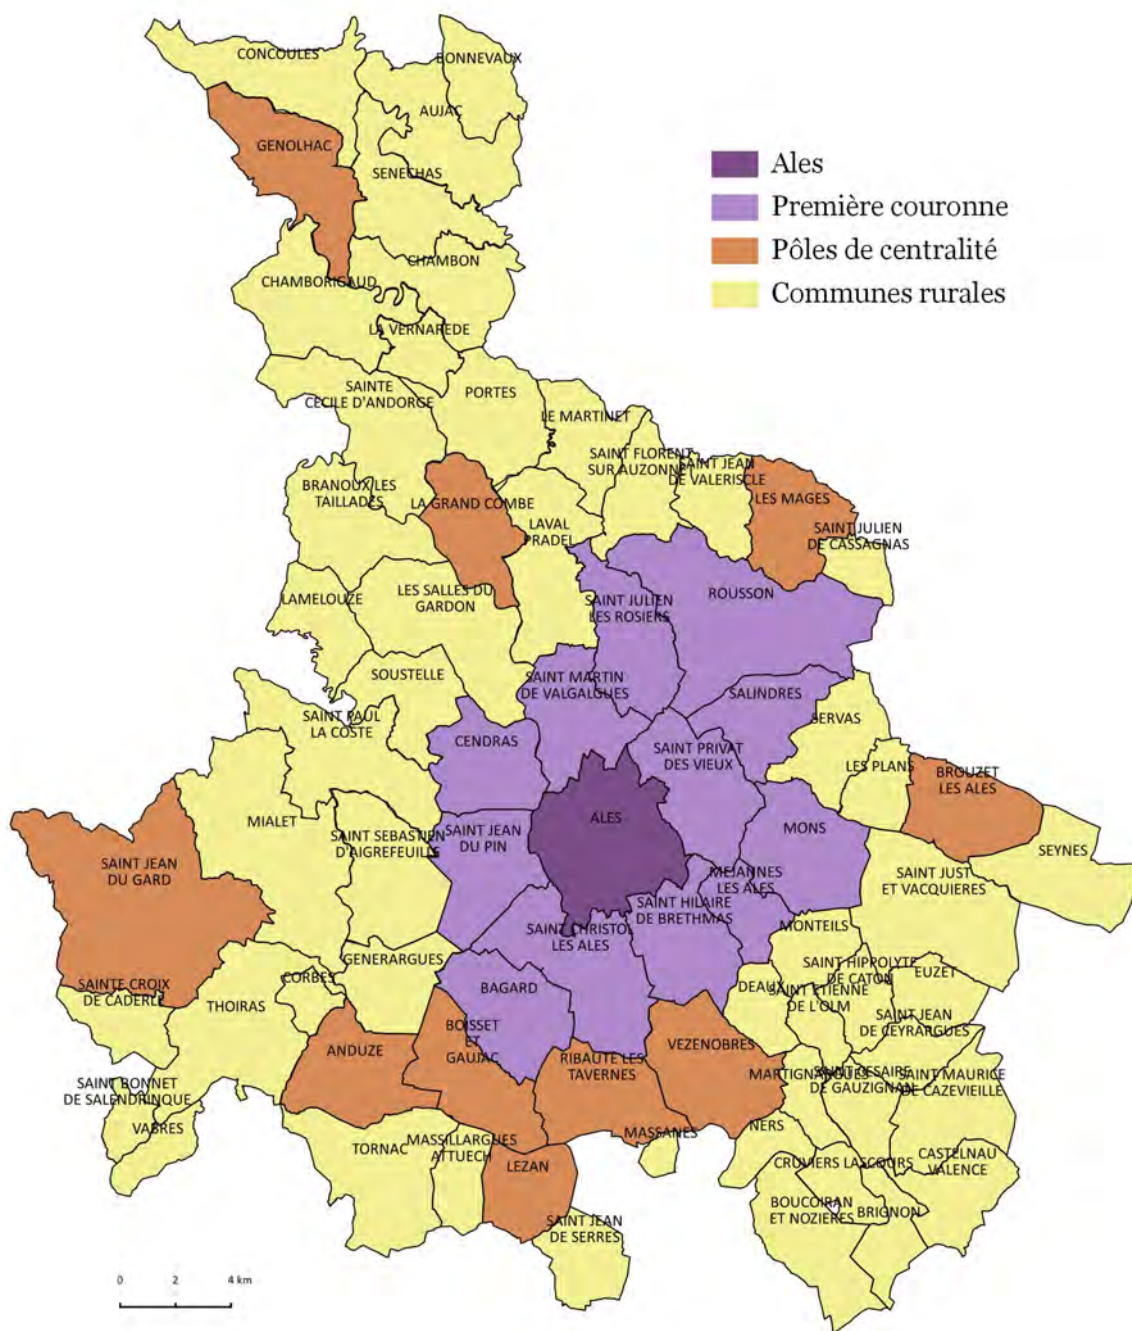 CONCOULES
BONNEVAUX
AUJAC
GENOLHAC
SENECHAS
CHAMBON
CHAMBORIGAUD
LA VERNAREDE
SAINTE
CECILE D'ANDORGE
PORTES
LE MARTINET
SAINT FLORENT
SUR AUZONNE
SAINT JEAN
DE VALERISCLE
LES MAGES
BRANOUX LES
TAILLADES
LA GRAND COMBE
LAVAL
PRADEL
SAINT JULIEN
DE CASSAGNAS
LAMELOUZE
LES SALLES DU
GARDON
SAINT JULIEN
LES ROSIERS
ROUSSON
SOUSTELLE
SAINT MARTIN
DE VALGALGUES
SALINDRES
SAINT PAUL
LA COSTE
CENDRAS
SAINT PRIVAT
DES VIEUX
SERVAS
LES PLANS
BROUZET
LES ALES
MIALET
SAINT SEBASTIEN
D'AIGREFEUILLE
SAINT JEAN
DU PIN
ALES
MONS
SEYNES
SAINT JEAN
DU GARD
MEJANNES
LES ALES
SAINT JUST
ET VACQUIERES
SAINT HILAIRE
DE BRETHMAS
SAINT CHRISTOL
LES ALES
MONTEILS
GENERARGUES
SAINTE CROIX
DE CADERLE
CORBES
BAGARD
DEAUX
SAINT HIPPOLYTE
DE CATON
EUZET
SAINT ETIENNE
DE L'OLM
THOIRAS
SAINT JEAN
DE CEYRARGUES
ANDUZE
BOISSET
ET
GAUJAC
RIBAUTE LES
TAVERNES
VEZENOBRES
MARTIGNARGUES
SAINT CESAIRE
DE GAUZIGNAN
SAINT MAURICE
DE CAZEVIEILLE
SAINT BONNET
DE SALENDRINQUE
VABRES
TORNAC
MASSILLARGUES
ATTUECH
LEZAN
MASSANES
NERS
CRUVIERS LASCOURS
CASTELNAU
VALENCE
BOUCOIRAN
ET NOZIERES
BRIGNON
SAINT JEAN
DE SERRES
Ales
Première couronne
Pôles de centralité
Communes rurales
0 2 4 km